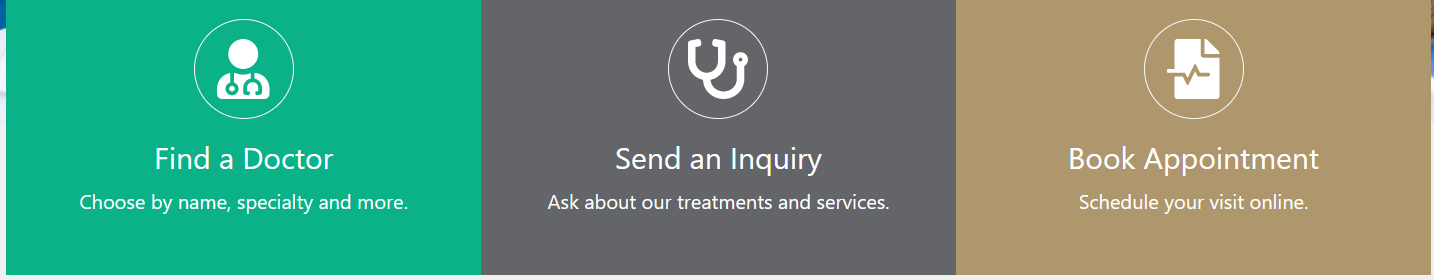 Find a Doctor
Choose by name, specialty and more.
Send an Inquiry
Ask about our treatments and services.
Book Appointment
Schedule your visit online.